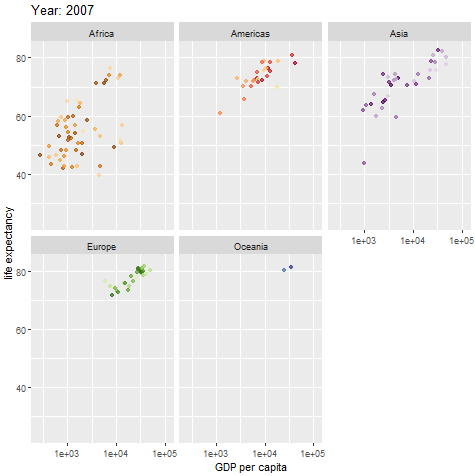 Year: 2007
Africa
Americas
Asia
80
60
40
1e+03
1e+04
1e+05
Europe
Oceania
80
60
40
1e+03
1e+04
1e+05
1e+03
1e+04
1e+05
life expectancy
GDP per capita